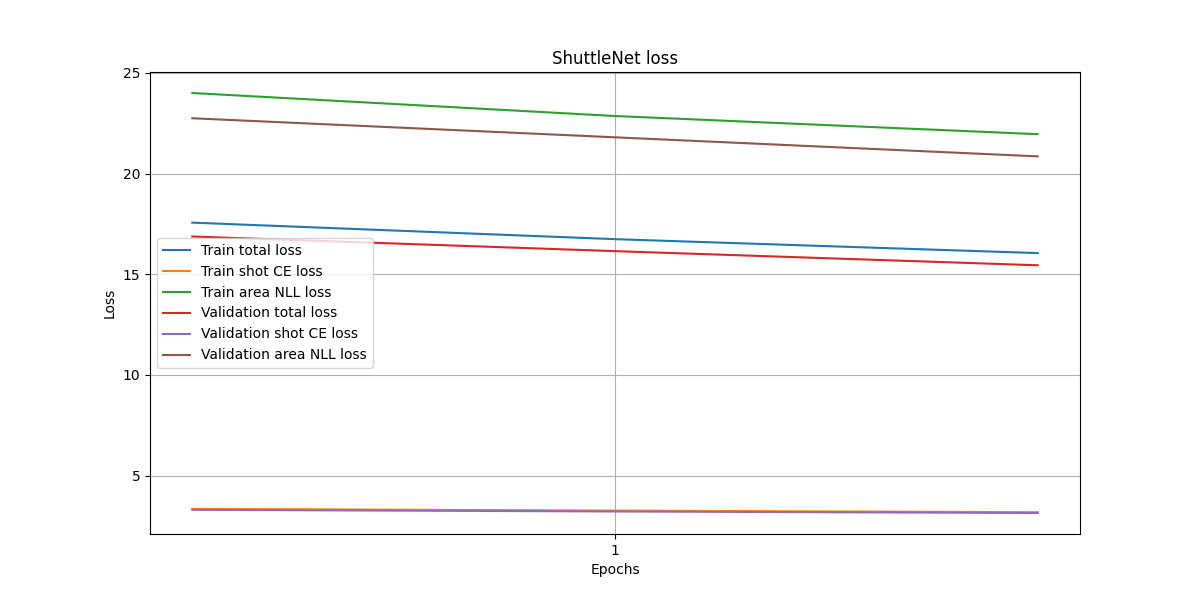 ShuttleNet loss
25
20
15
10
5
Loss
Train total loss
Train shot CE loss
Train area NLL loss
Validation total loss
Validation shot CE loss
Validation area NLL loss
1
Epochs